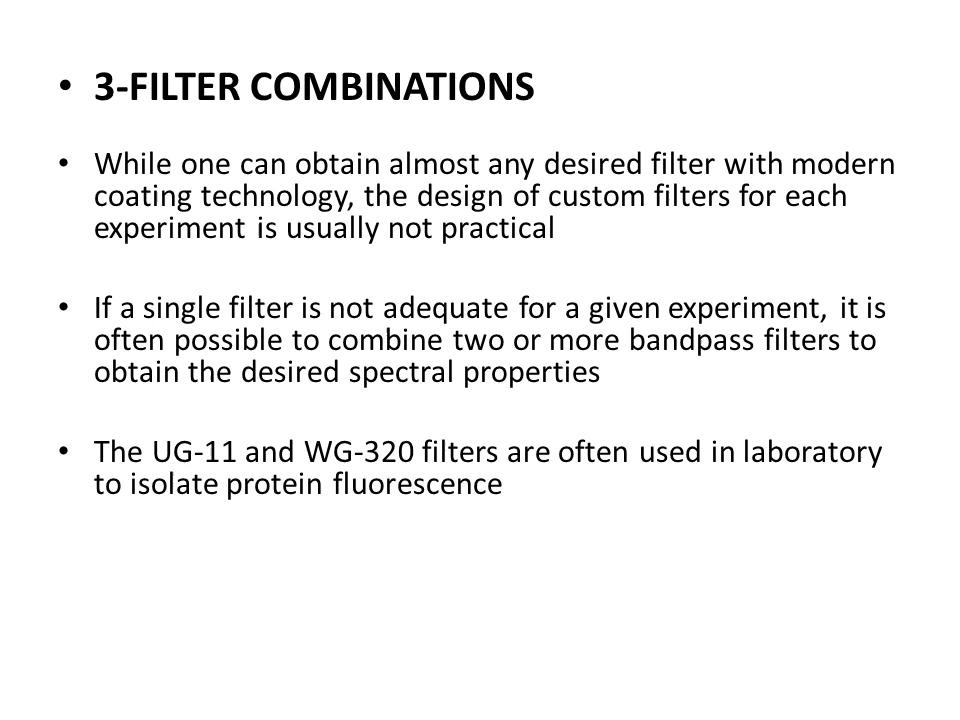 • 3-FILTER COMBINATIONS
• While one can obtain almost any desired filter with modern
coating technology, the design of custom filters for each
experiment is usually not practical
• If a single filter is not adequate for a given experiment, it is
often possible to combine two or more bandpass filters to
obtain the desired spectral properties
• The UG-11 and WG-320 filters are often used in laboratory
to isolate protein fluorescence